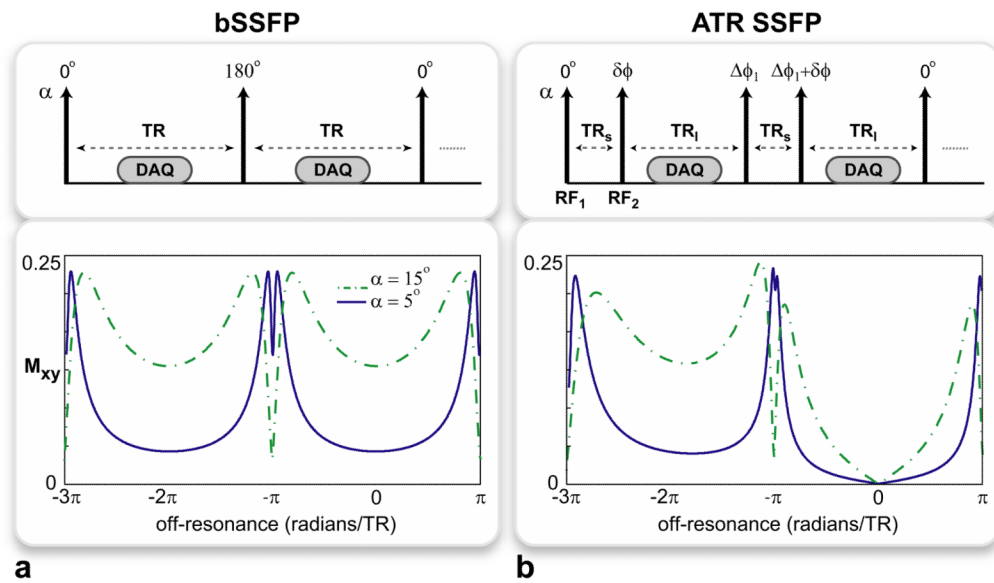 bSSFP
0° 180° 0°
α
TR TR
DAQ DAQ
0.25
α = 15°
α = 5°
Mxy
0
-3π -2π -π 0 π
off-resonance (radians/TR)
a
ATR SSFP
0° δϕ Δϕ1 Δϕ1+δϕ 0°
α
TRs TRl TRs TRl
DAQ DAQ
RF1 RF2
0.25
0
-3π -2π -π 0 π
off-resonance (radians/TR)
b